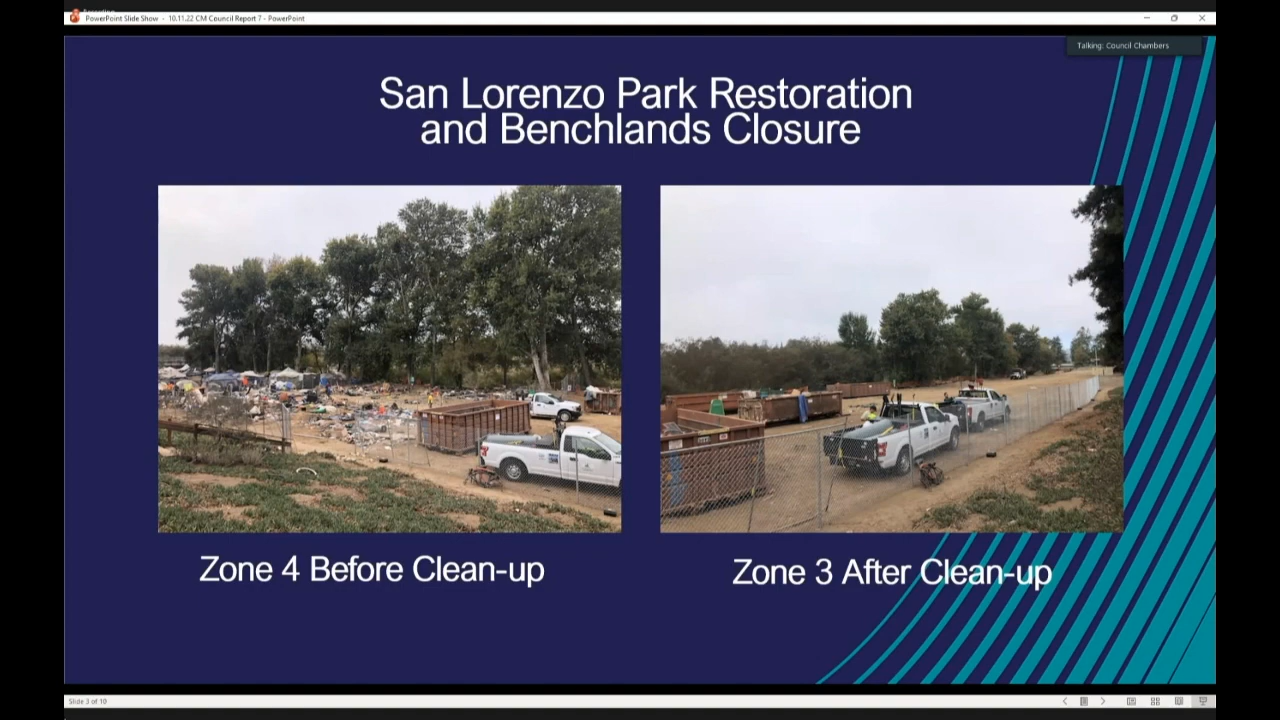 Recording
PowerPoint Slide Show - 10.11.22 CM Council Report 7 - PowerPoint
Talking: Council Chambers
San Lorenzo Park Restoration
and Benchlands Closure
Zone 4 Before Clean-up
Zone 3 After Clean-up
Slide 3 of 10